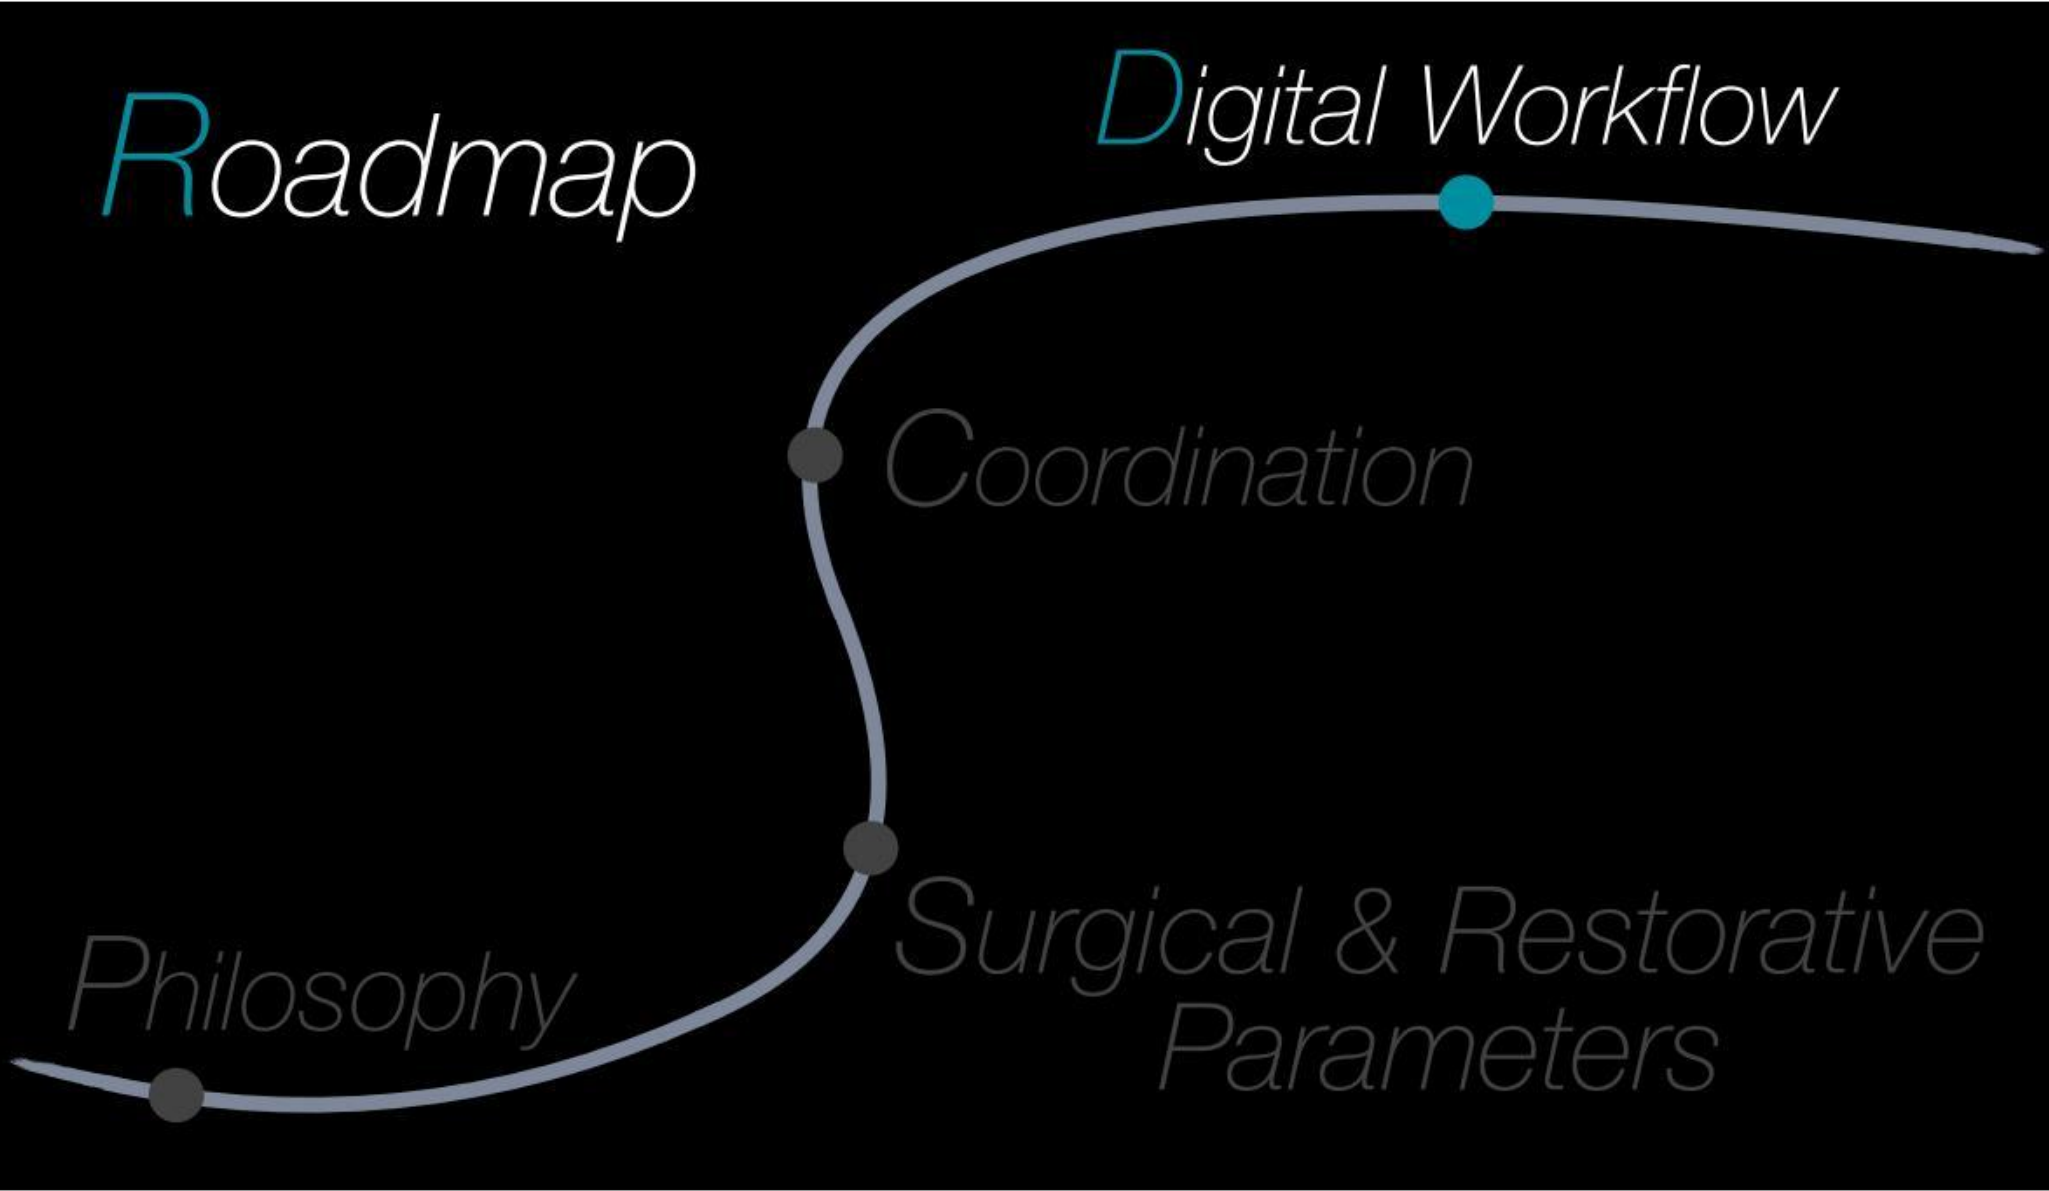 Roadmap
Digital Workflow
Coordination
Surgical & Restorative
Parameters
Philosophy